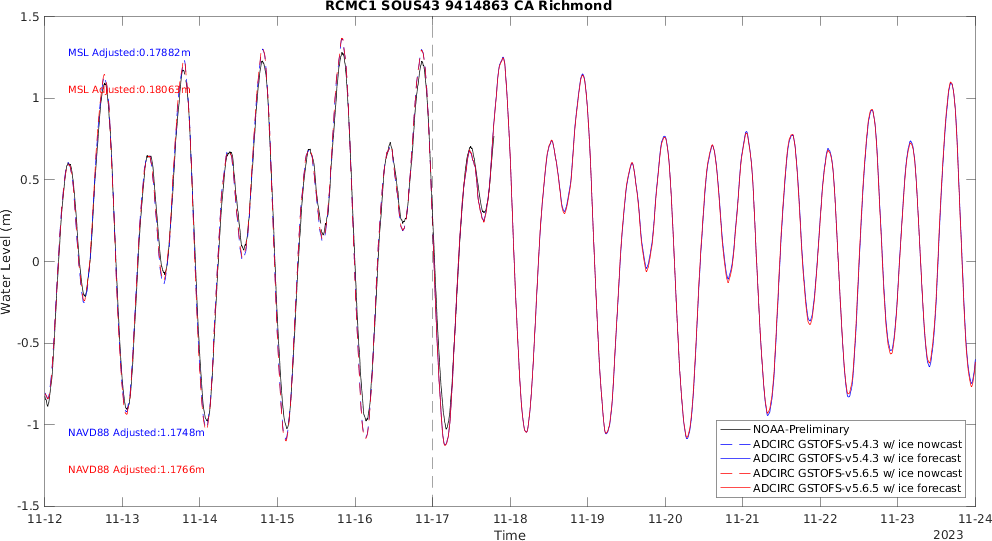 RCMC1 SOUS43 9414863 CA Richmond
1.5
MSL Adjusted:0.17882m
1
MSL Adjusted:0.18063m
0.5
Water Level (m)
0
-0.5
NAVD88 Adjusted:1.1748m
-1
NAVD88 Adjusted:1.1766m
-1.5
NOAA-Preliminary
ADCIRC GSTOFS-v5.4.3 w/ ice nowcast
ADCIRC GSTOFS-v5.4.3 w/ ice forecast
ADCIRC GSTOFS-v5.6.5 w/ ice nowcast
ADCIRC GSTOFS-v5.6.5 w/ ice forecast
11-12 11-13 11-14 11-15 11-16 11-17 11-18 11-19 11-20 11-21 11-22 11-23 11-24
Time
2023